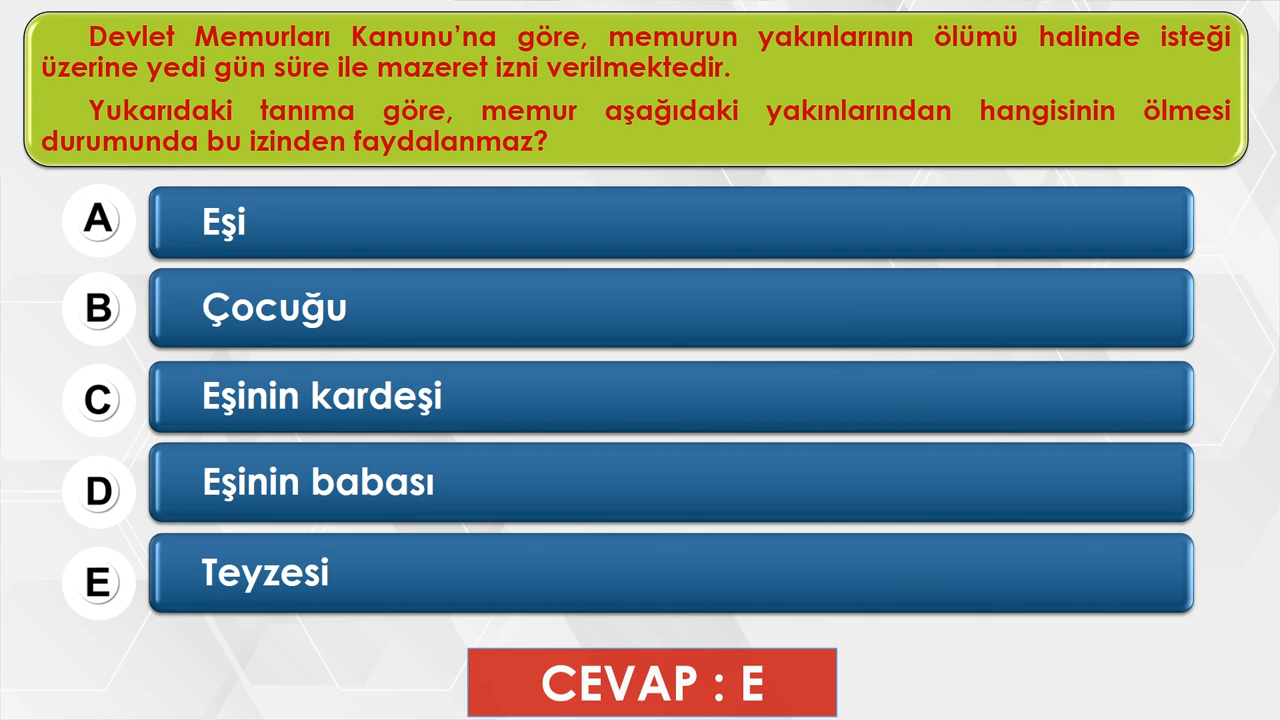 Devlet Memurları Kanunu’na göre, memurun yakınlarının ölümü halinde isteği
üzerine yedi gün süre ile mazeret izni verilmektedir.
Yukarıdaki tanıma göre, memur aşağıdaki yakınlarından hangisinin ölmesi
durumunda bu izinden faydalanmaz?
A Eşi
B Çocuğu
C Eşinin kardeşi
D Eşinin babası
E Teyzesi
CEVAP : E